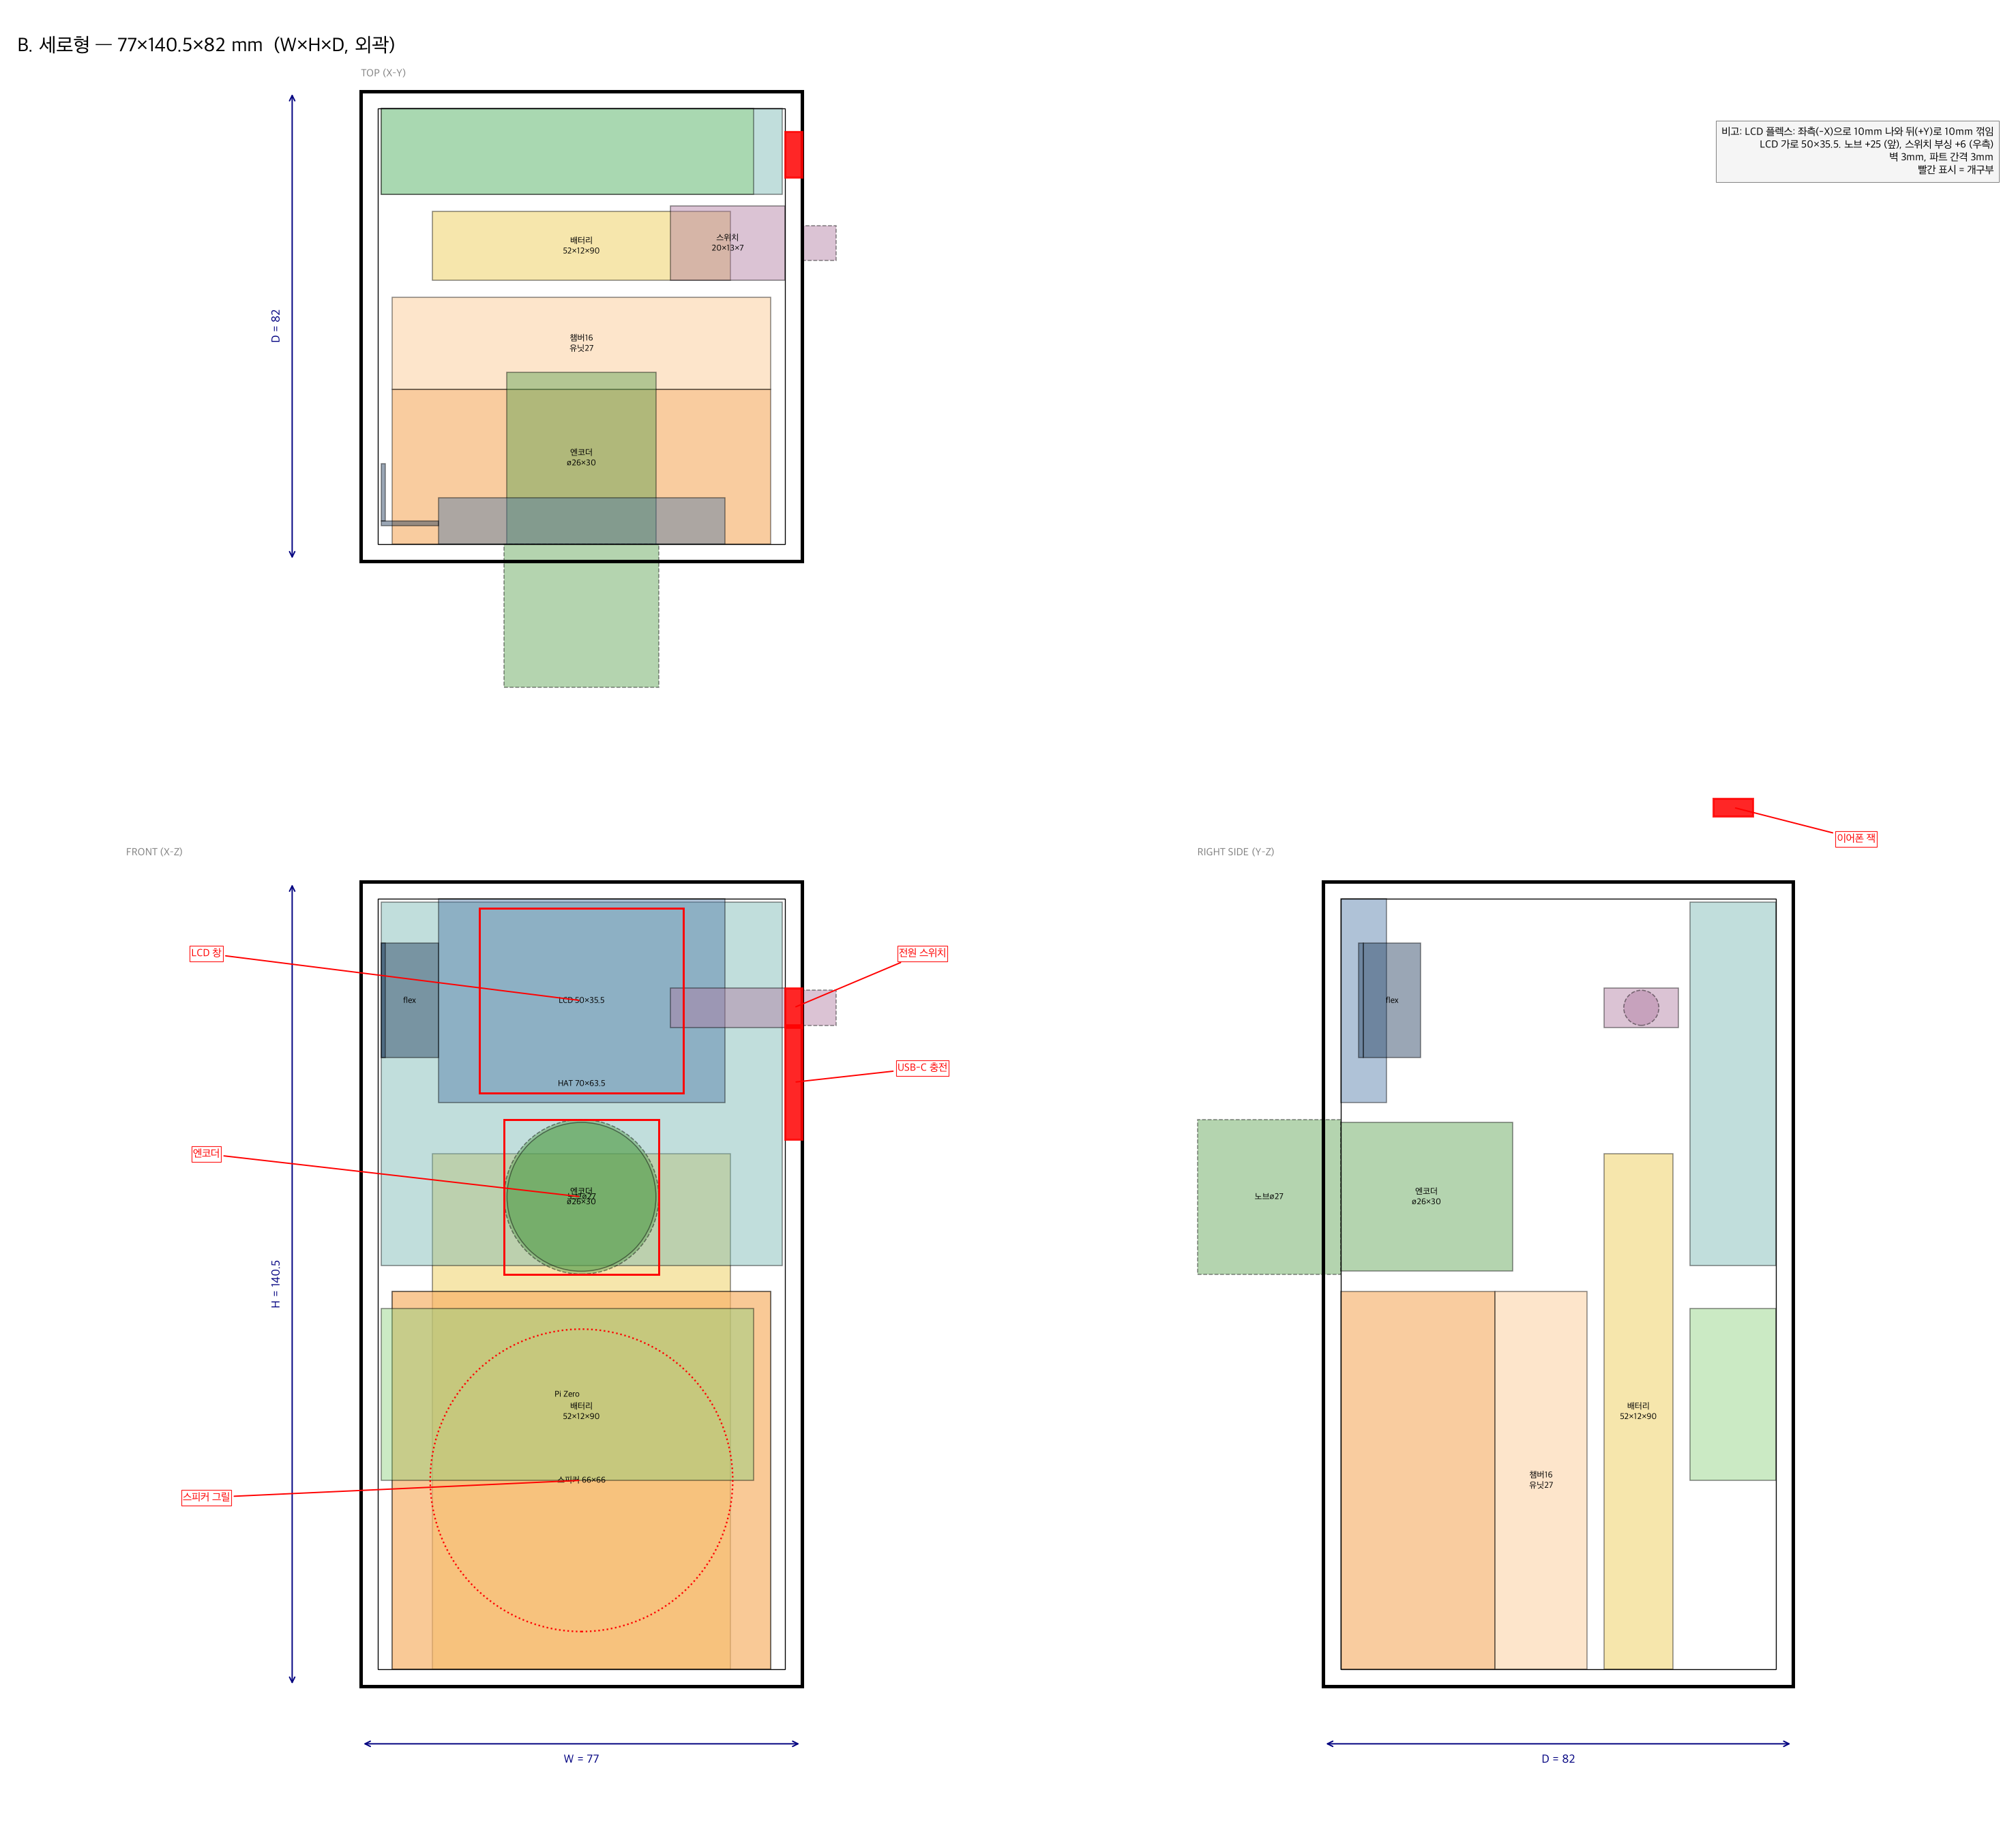 B. 세로형 — 77×140.5×82 mm  (W×H×D, 외곽)
TOP (X-Y)
비고: LCD 플렉스: 좌측(-X)으로 10mm 나와 뒤(+Y)로 10mm 꺾임
LCD 가로 50×35.5. 노브 +25 (앞), 스위치 부싱 +6 (우측)
벽 3mm, 파트 간격 3mm
빨간 표시 = 개구부
배터리
52×12×90
스위치
20×13×7
D = 82
챔버16
유닛27
엔코더
ø26×30
이어폰 잭
FRONT (X-Z)
RIGHT SIDE (Y-Z)
LCD 창
전원 스위치
flex
LCD 50×35.5
flex
USB-C 충전
HAT 70×63.5
엔코더
엔코더
노브ø27
ø26×30
노브ø27
엔코더
ø26×30
H = 140.5
Pi Zero
배터리
52×12×90
배터리
52×12×90
스피커 66×66
챔버16
유닛27
스피커 그릴
W = 77
D = 82